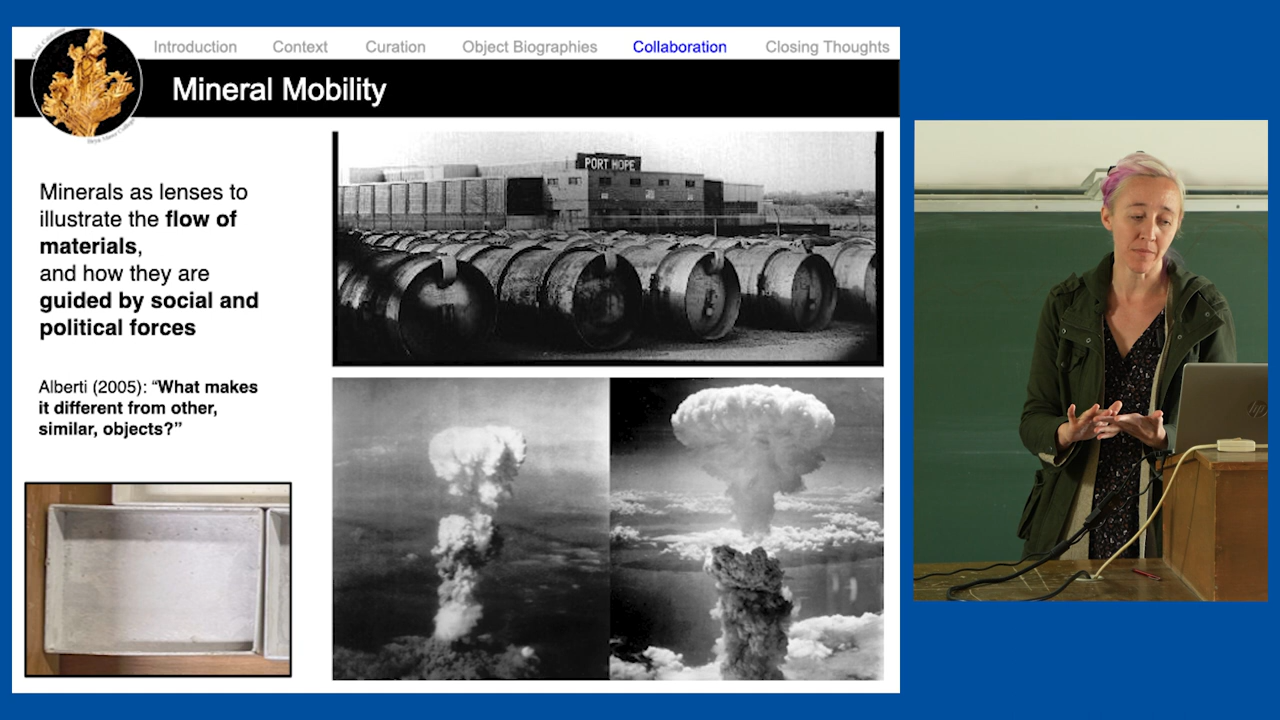 Introduction Context Curation Object Biographies Collaboration Closing Thoughts
Mineral Mobility
Minerals as lenses to
illustrate the flow of
materials,
and how they are
guided by social and
political forces
Alberti (2005): “What makes
it different from other,
similar, objects?”
PORT HOPE
hp